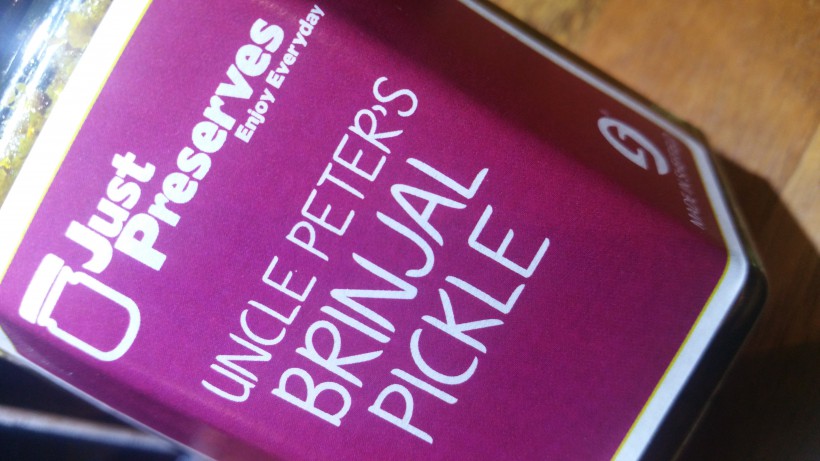 Just
Preserves
Enjoy Everyday
UNCLE PETER'S
BRINJAL
PICKLE